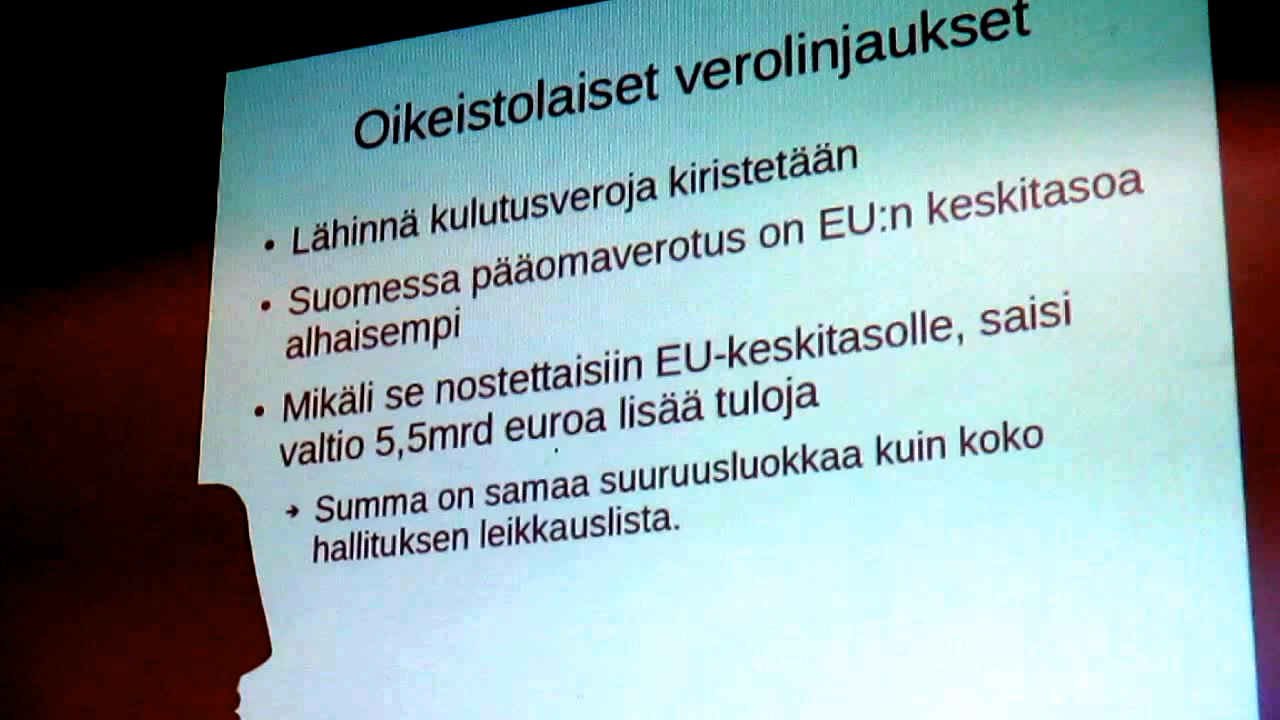 Oikeistolaiset verolinjaukset
• Lähinnä kulutusveroja kiristetään
• Suomessa pääomaverotus on EU:n keskitasoa
alhaisempi
• Mikäli se nostettaisiin EU-keskitasolle, saisi
valtio 5,5mrd euroa lisää tuloja
➔ Summa on samaa suuruusluokkaa kuin koko
hallituksen leikkauslista.